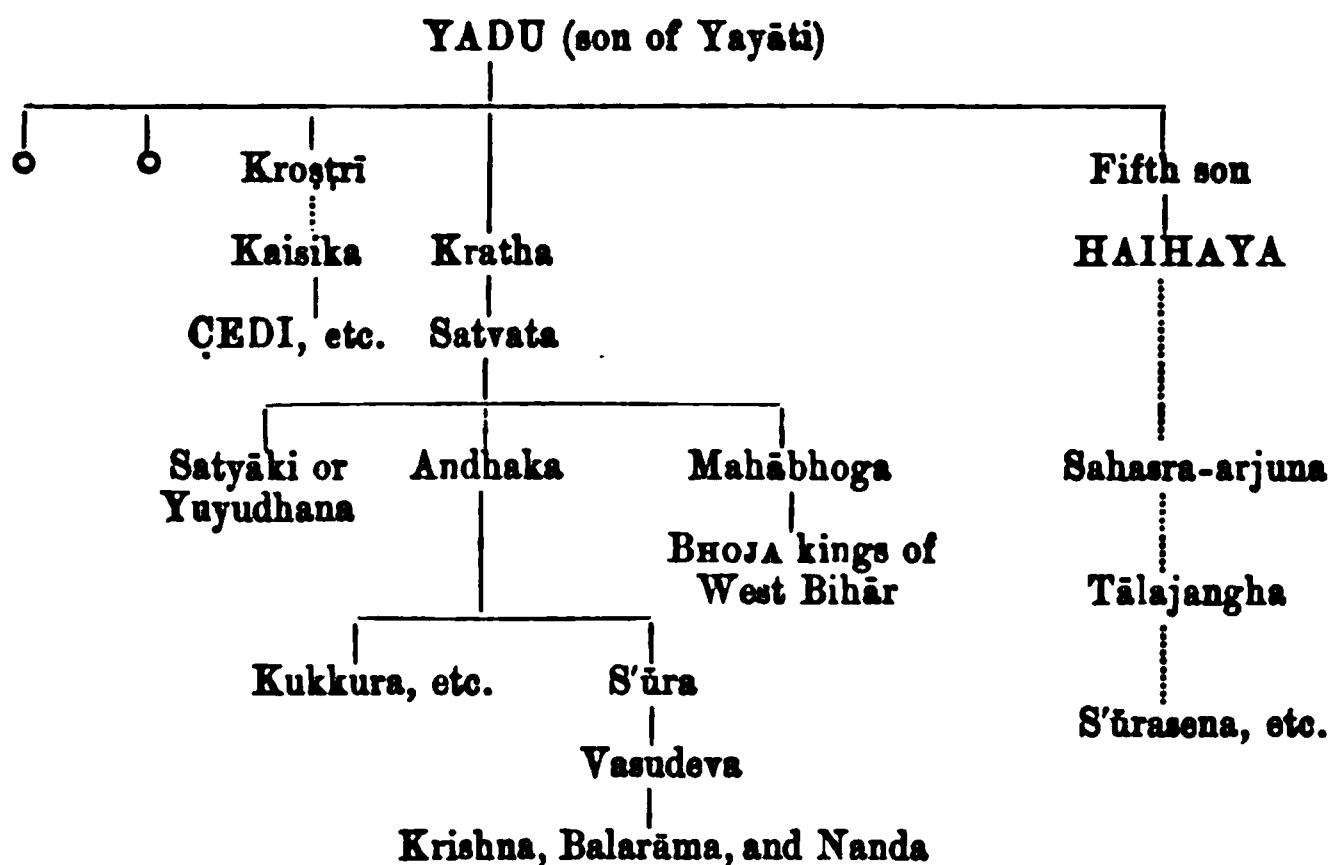 YADU (son of Yayāti)
Kroṣṭrī
Fifth son
Kaisika
Kratha
HAIHAYA
C̣EDI, etc.
Satvata
Satyāki or
Yuyudhana
Andhaka
Mahābhoga
Sahasra-arjuna
BHOJA kings of
West Bihār
Tālajangha
Kukkura, etc.
S'ūra
S'ūrasena, etc.
Vasudeva
Krishna, Balarāma, and Nanda